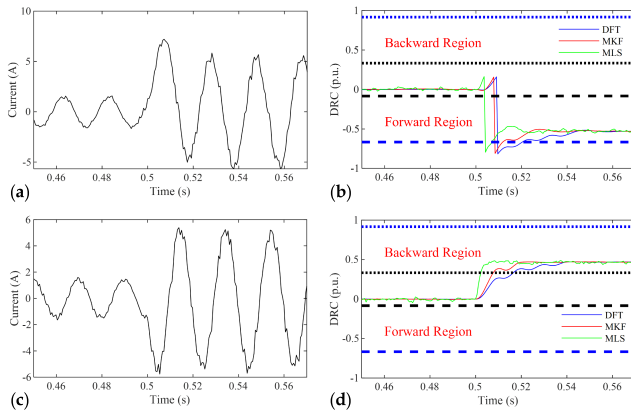 10
5
0
-5
Current (A)
0.46 0.48 0.5 0.52 0.54 0.56
Time (s)
(a)
1
0.5
0
-0.5
-1
DRC (p.u.)
Backward Region
Forward Region
DFT
MKF
MLS
0.46 0.48 0.5 0.52 0.54 0.56
Time (s)
(b)
6
4
2
0
-2
-4
-6
Current (A)
0.46 0.48 0.5 0.52 0.54 0.56
Time (s)
(c)
1
0.5
0
-0.5
-1
DRC (p.u.)
Backward Region
Forward Region
DFT
MKF
MLS
0.46 0.48 0.5 0.52 0.54 0.56
Time (s)
(d)